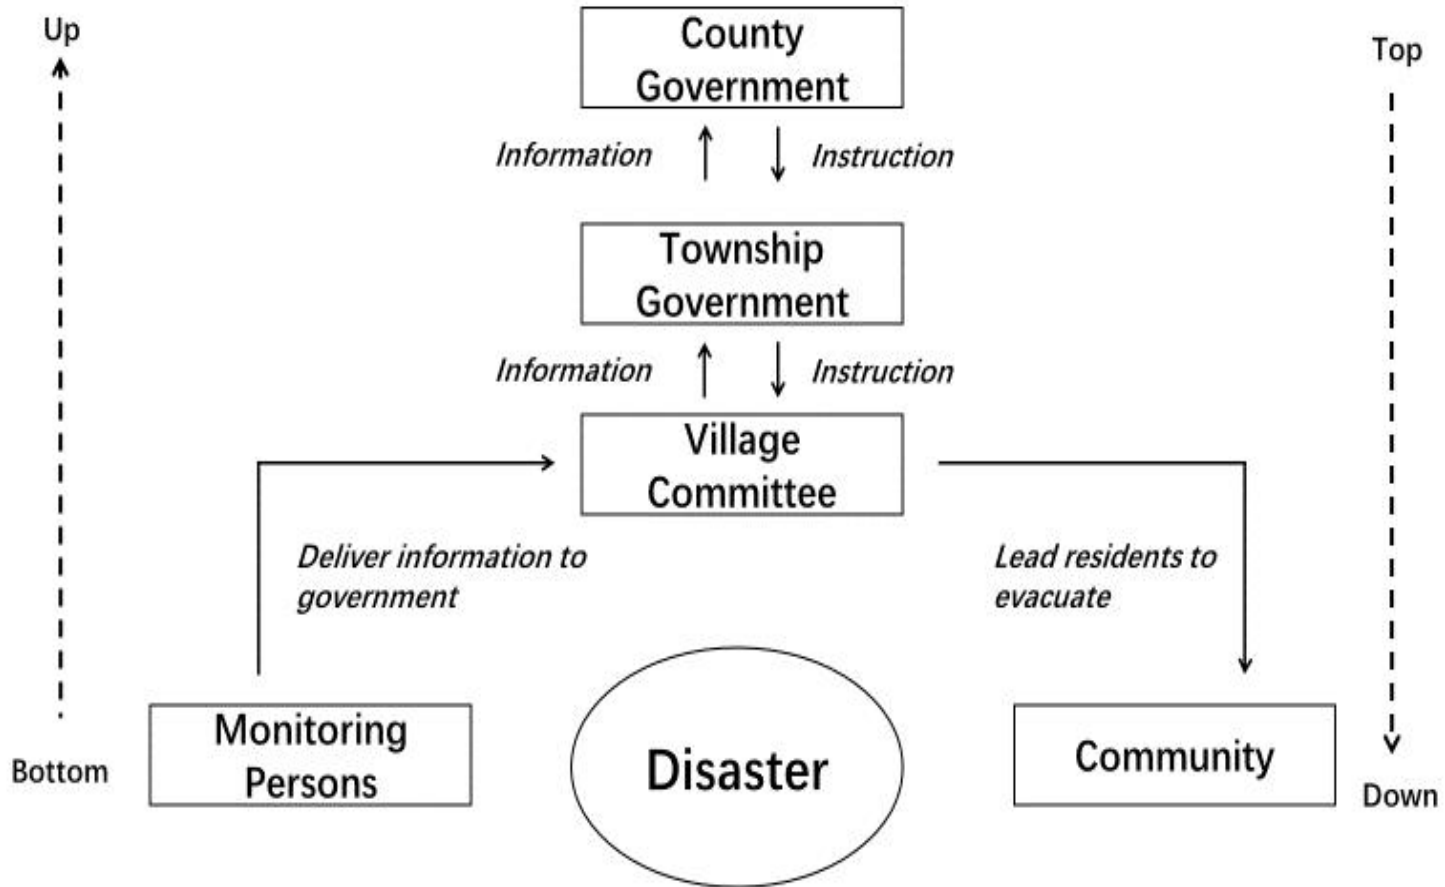 Up
County
Government
Top
Information
Instruction
Township
Government
Information
Instruction
Village
Committee
Deliver information to
government
Lead residents to
evacuate
Monitoring
Persons
Disaster
Community
Bottom
Down